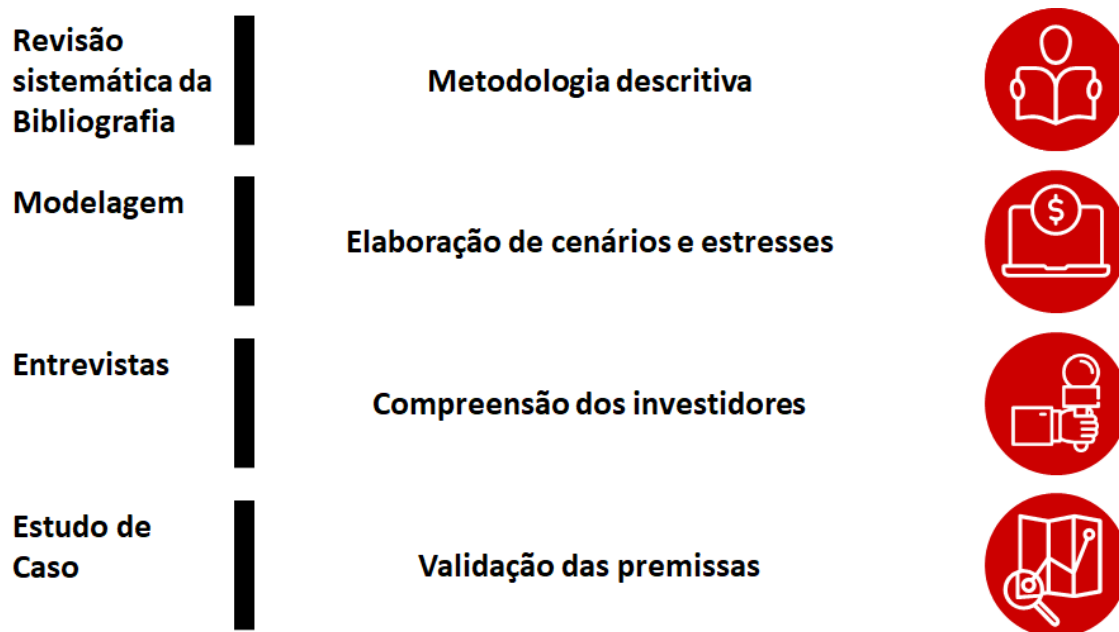 Revisão
sistemática da
Bibliografia
Metodologia descritiva
Modelagem
Elaboração de cenários e estresses
Entrevistas
Compreensão dos investidores
Estudo de
Caso
Validação das premissas
$